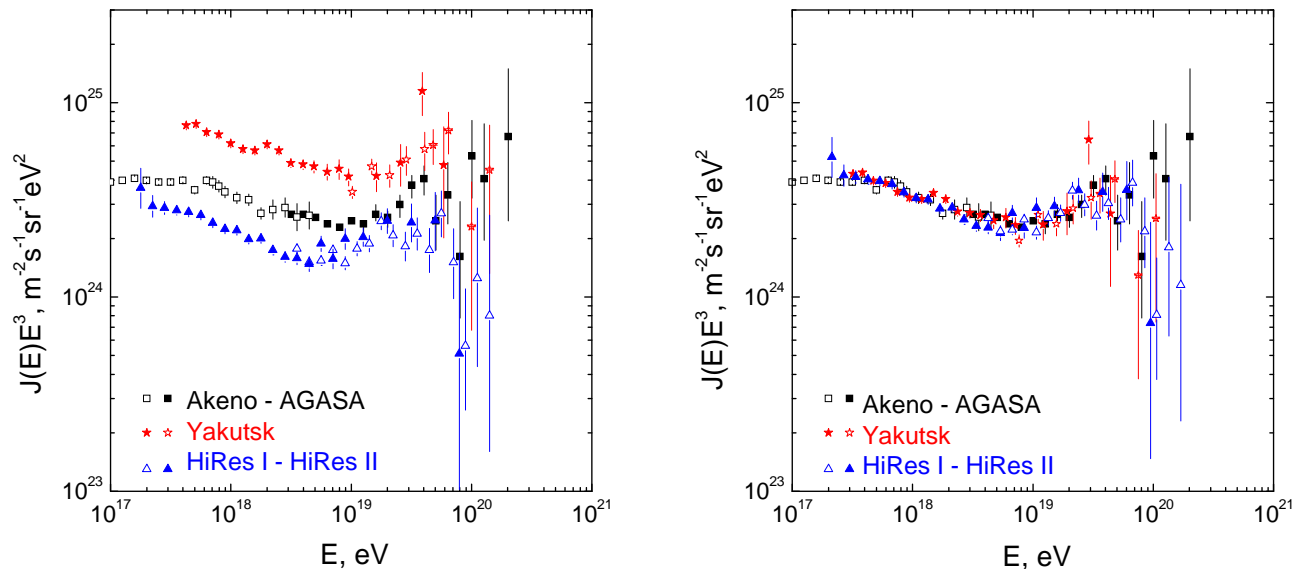 10^25
10^24
10^23
J(E)E^3, m^-2s^-1sr^-1eV^2
Akeno - AGASA
Yakutsk
HiRes I - HiRes II
10^17 10^18 10^19 10^20 10^21
E, eV
10^25
10^24
10^23
J(E)E^3, m^-2s^-1sr^-1eV^2
Akeno - AGASA
Yakutsk
HiRes I - HiRes II
10^17 10^18 10^19 10^20 10^21
E, eV